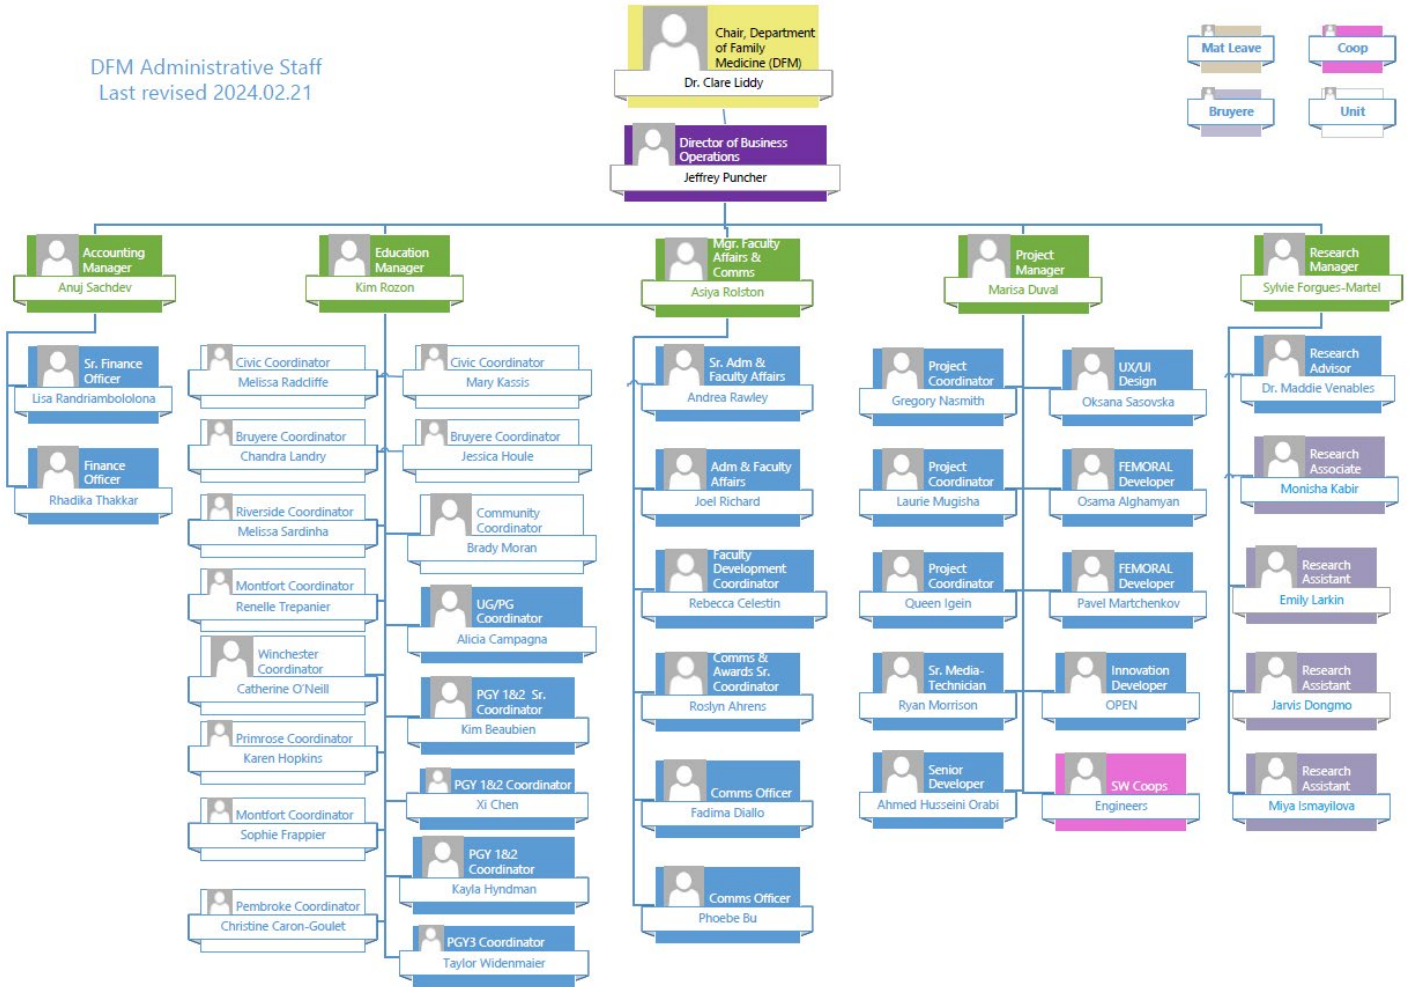 DFM Administrative Staff
Last revised 2024.02.21
Chair, Department
of Family
Medicine (DFM)
Dr. Clare Liddy
Mat Leave
Coop
Bruyere
Unit
Director of Business
Operations
Jeffrey Puncher
Accounting
Manager
Anuj Sachdev
Education
Manager
Kim Rozon
Mgr. Faculty
Affairs &
Comms
Asiya Rolston
Project
Manager
Marisa Duval
Research
Manager
Sylvie Forgues-Martel
Sr. Finance
Officer
Lisa Randriambololona
Finance
Officer
Rhadika Thakkar
Civic Coordinator
Melissa Radcliffe
Civic Coordinator
Mary Kassis
Bruyere Coordinator
Chandra Landry
Bruyere Coordinator
Jessica Houle
Riverside Coordinator
Melissa Sardinha
Community
Coordinator
Brady Moran
Montfort Coordinator
Renelle Trepanier
UG/PG
Coordinator
Alicia Campagna
Winchester
Coordinator
Catherine O'Neill
PGY 1&2 Sr.
Coordinator
Kim Beaubien
Primrose Coordinator
Karen Hopkins
PGY 1&2 Coordinator
Xi Chen
Montfort Coordinator
Sophie Frappier
PGY 1&2
Coordinator
Kayla Hyndman
Pembroke Coordinator
Christine Caron-Goulet
PGY3 Coordinator
Taylor Widenmaier
Sr. Adm &
Faculty Affairs
Andrea Rawley
Adm & Faculty
Affairs
Joel Richard
Faculty
Development
Coordinator
Rebecca Celestin
Comms &
Awards Sr.
Coordinator
Roslyn Ahrens
Comms Officer
Fadima Diallo
Comms Officer
Phoebe Bu
Project
Coordinator
Gregory Nasmith
UX/UI
Design
Oksana Sasovska
Project
Coordinator
Laurie Mugisha
FEMORAL
Developer
Osama Alghamyan
Project
Coordinator
Queen Igein
FEMORAL
Developer
Pavel Martchenkov
Sr. Media-
Technician
Ryan Morrison
Innovation
Developer
OPEN
Senior
Developer
Ahmed Husseini Orabi
SW Coops
Engineers
Research
Advisor
Dr. Maddie Venables
Research
Associate
Monisha Kabir
Research
Assistant
Emily Larkin
Research
Assistant
Jarvis Dongmo
Research
Assistant
Miya Ismayilova